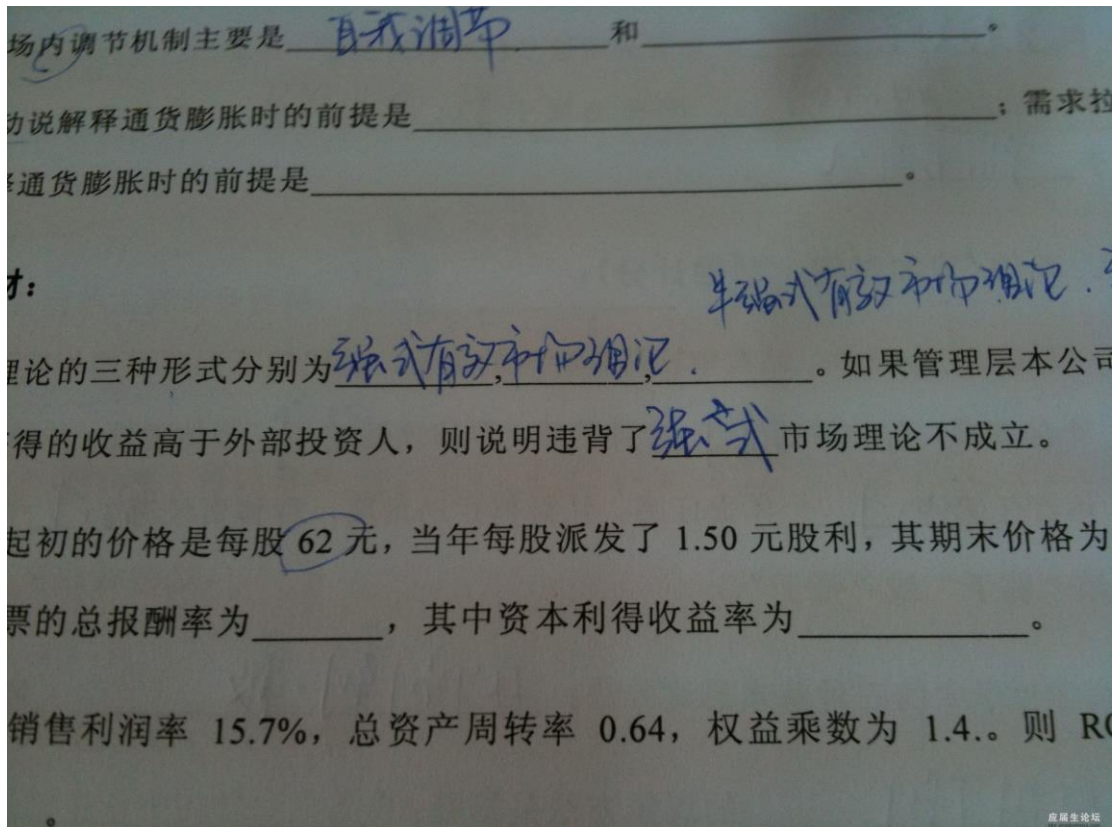 场内调节机制主要是 自我调节 和 。
动说解释通货膨胀时的前提是 ；需求拉
通货膨胀时的前提是 。
材：
半强式有效市场理论.
理论的三种形式分别为强式有效市场理论, , 。如果管理层本公司
得的收益高于外部投资人，则说明违背了 强式 市场理论不成立。
起初的价格是每股 62 元，当年每股派发了 1.50 元股利，其期末价格为
票的总报酬率为 ，其中资本利得收益率为 。
销售利润率 15.7%，总资产周转率 0.64，权益乘数为 1.4.。则 RO
。
应届生论坛